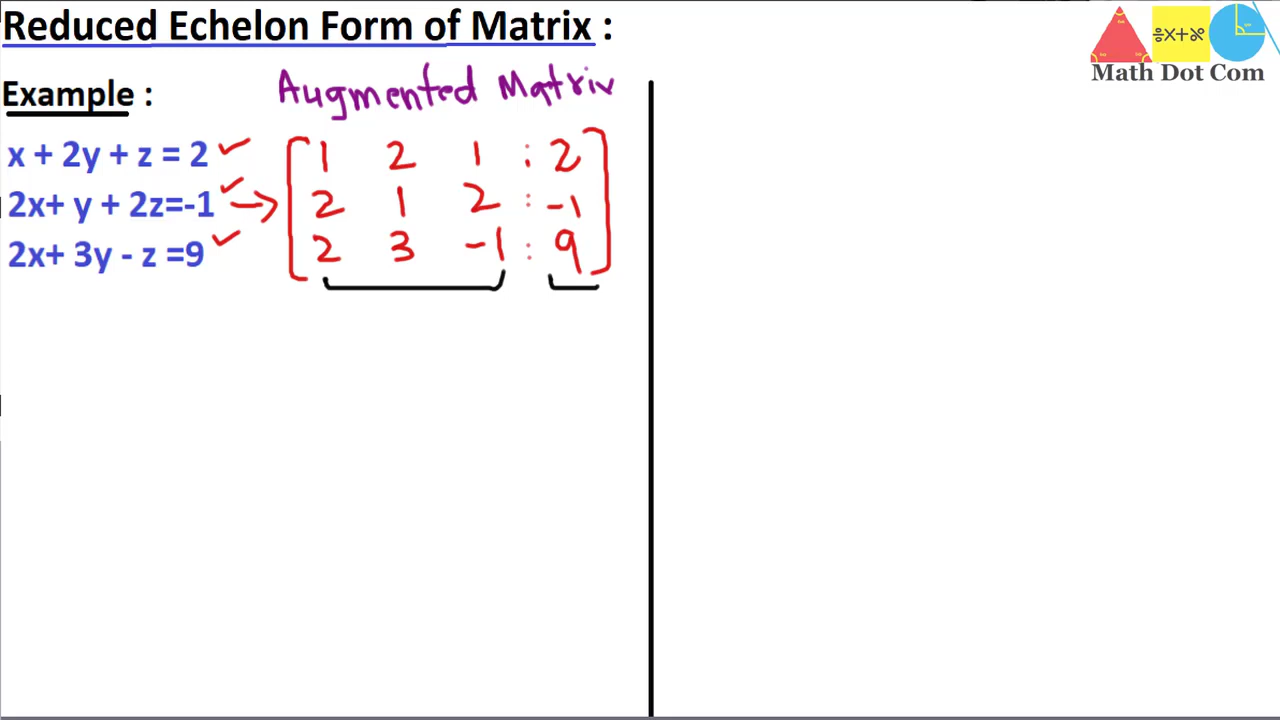 Reduced Echelon Form of Matrix :
÷×+%
Math Dot Com
Example :
Augmented Matrix
x + 2y + z = 2
2x+ y + 2z=-1
2x+ 3y - z =9
1 2 1 : 2
2 1 2 : -1
2 3 -1 : 9